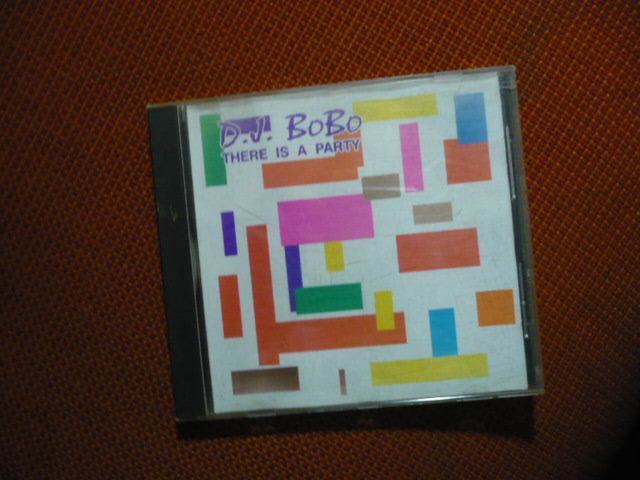 D.J. BoBo
THERE IS A PARTY